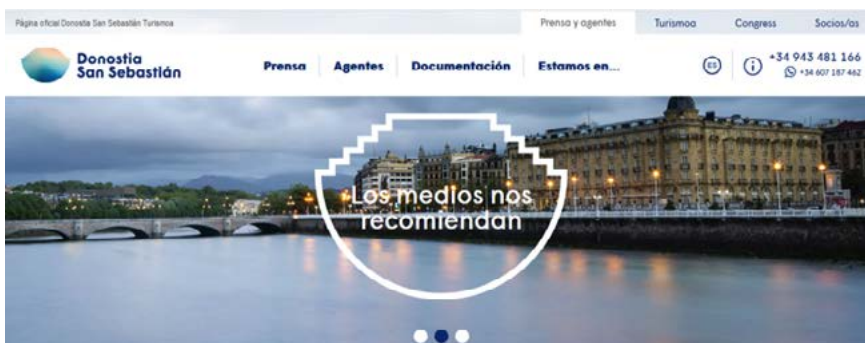 Página oficial Donostia San Sebastián Turismoa
Prensa y agentes
Turismoa
Congress
Socios/as
Donostia
San Sebastián
Prensa
Agentes
Documentación
Estamos en...
ES
i
+34 943 481 166
+34 607 187 462
Los medios nos
recomiendan